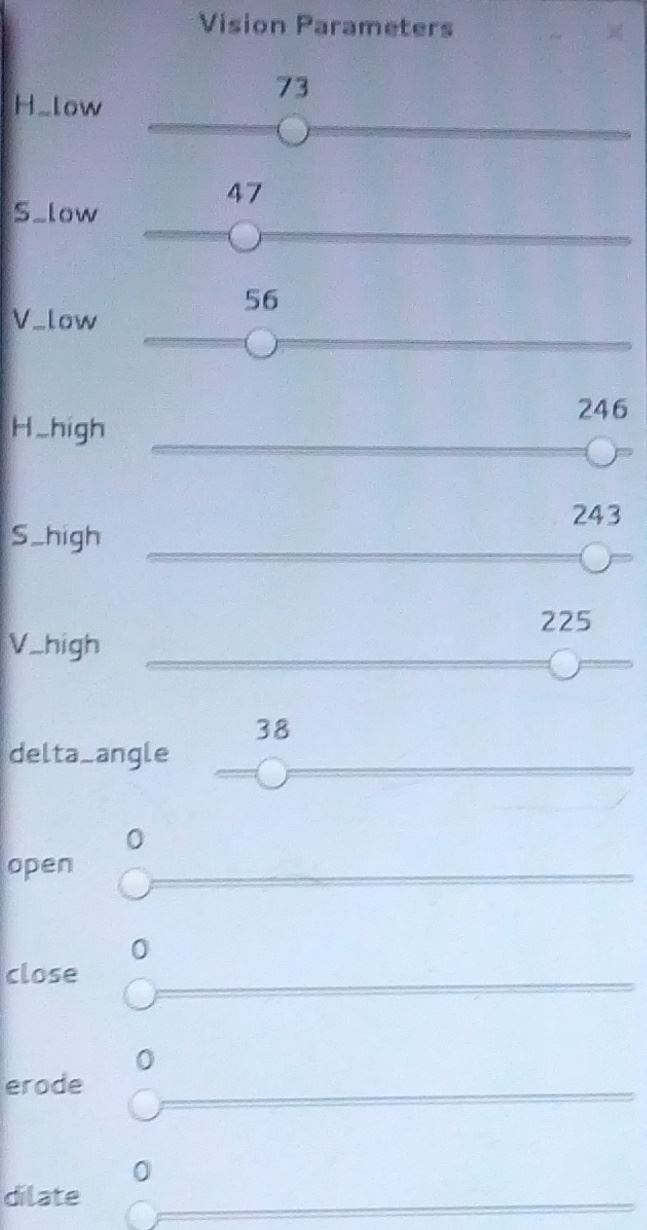 Vision Parameters
73
H_low
47
S_low
56
V_low
246
H_high
243
S_high
225
V_high
38
delta_angle
0
open
0
close
0
erode
0
dilate